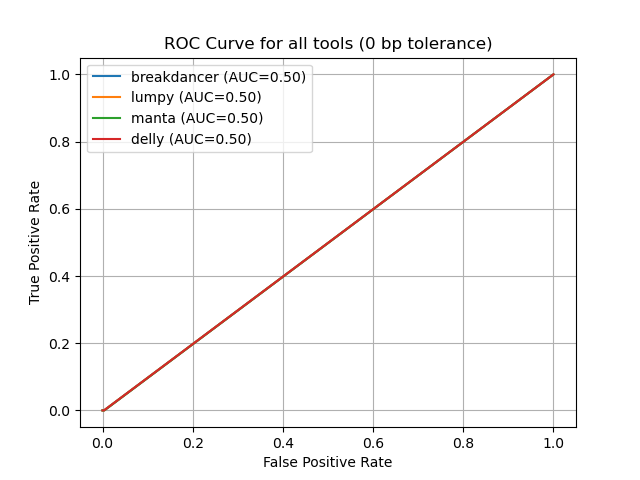 ROC Curve for all tools (0 bp tolerance)
breakdancer (AUC=0.50)
lumpy (AUC=0.50)
manta (AUC=0.50)
delly (AUC=0.50)
True Positive Rate
1.0
0.8
0.6
0.4
0.2
0.0
0.0 0.2 0.4 0.6 0.8 1.0
False Positive Rate